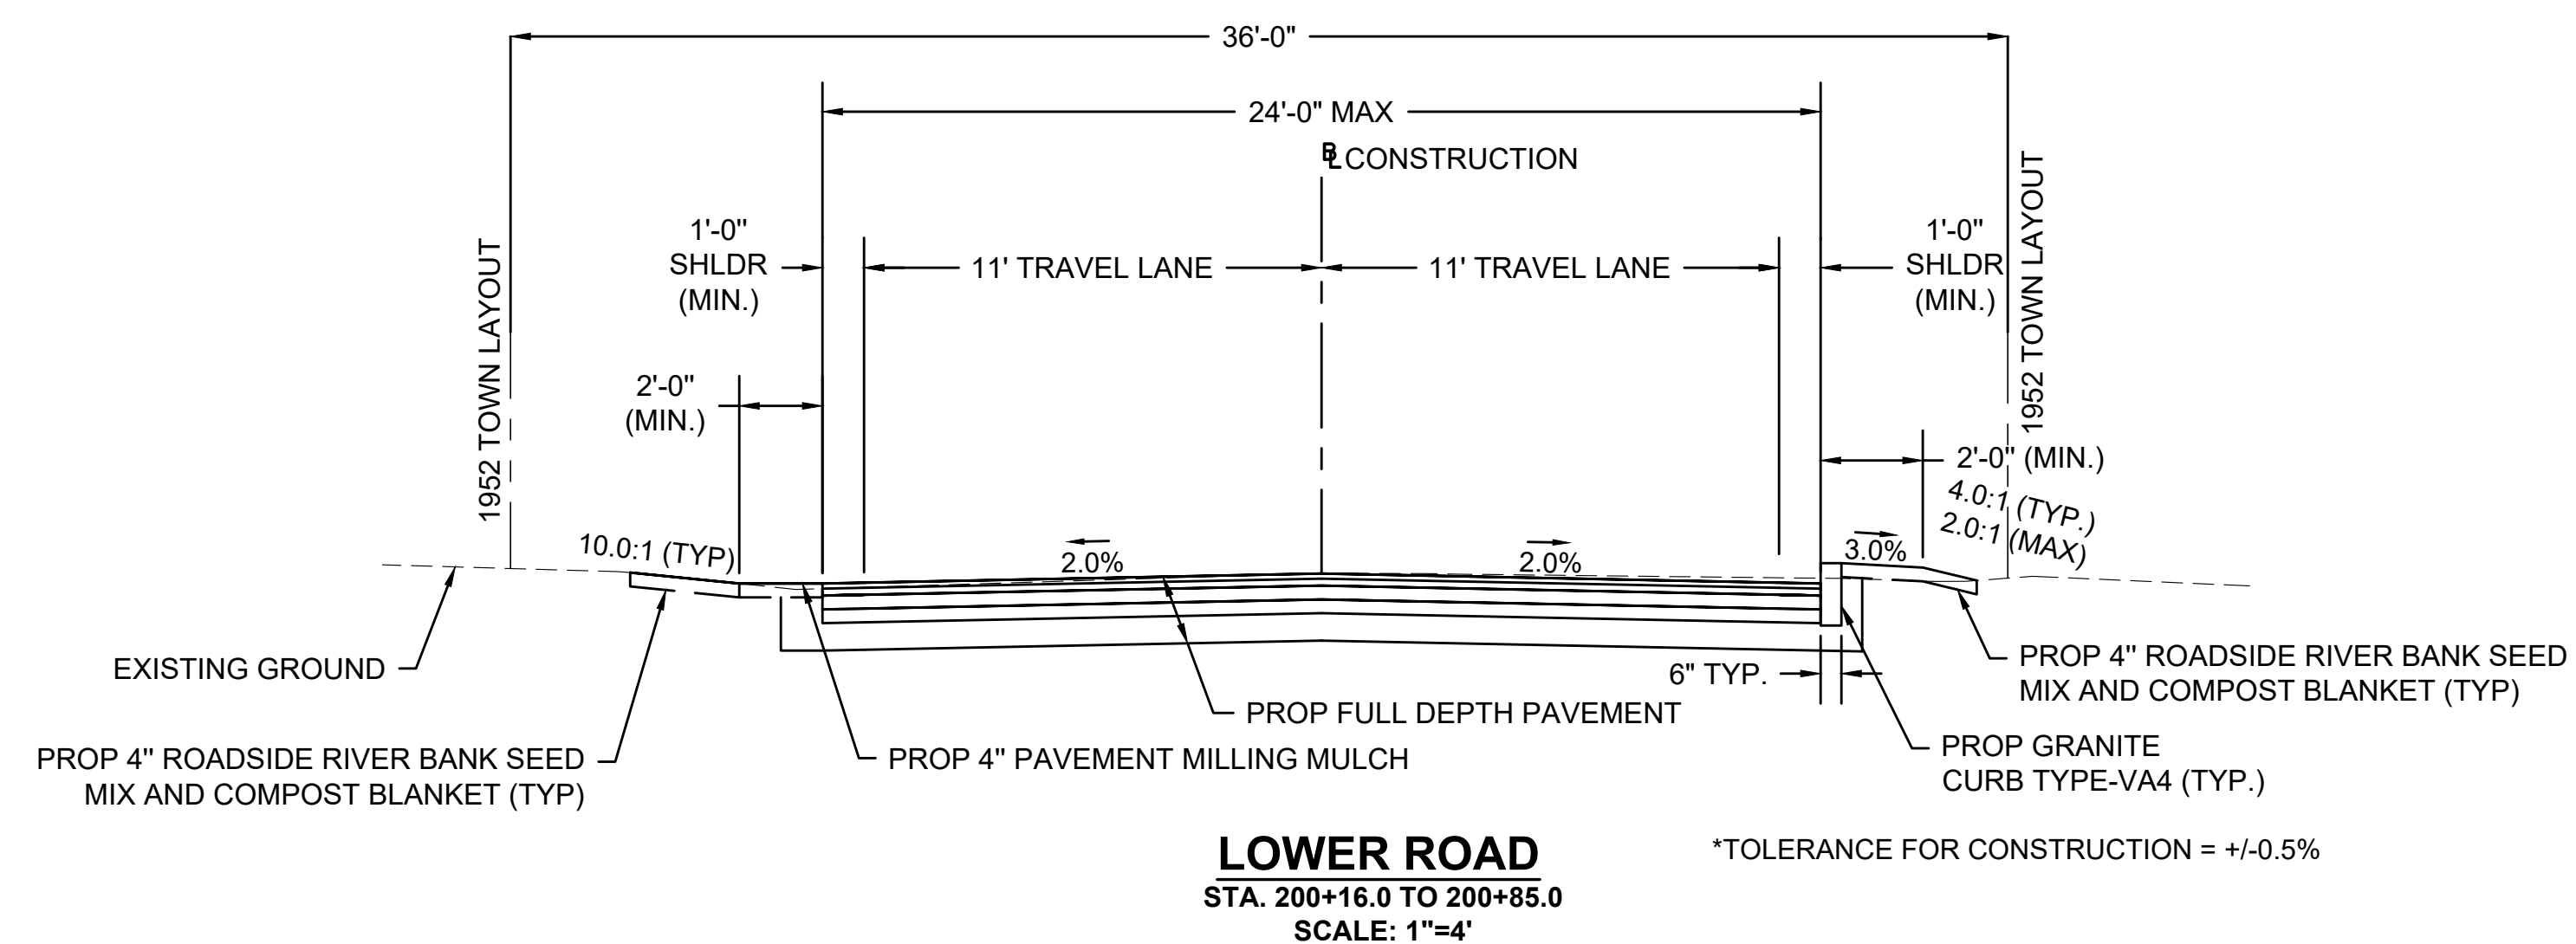 36'-0"
24'-0" MAX
BL CONSTRUCTION
1'-0"
SHLDR
(MIN.)
11' TRAVEL LANE
11' TRAVEL LANE
1'-0"
SHLDR
(MIN.)
1952 TOWN LAYOUT
1952 TOWN LAYOUT
2'-0"
(MIN.)
2'-0" (MIN.)
4.0:1 (TYP.)
2.0:1 (MAX)
10.0:1 (TYP)
2.0%
2.0%
3.0%
EXISTING GROUND
6" TYP.
PROP 4" ROADSIDE RIVER BANK SEED
MIX AND COMPOST BLANKET (TYP)
PROP FULL DEPTH PAVEMENT
PROP 4" ROADSIDE RIVER BANK SEED
MIX AND COMPOST BLANKET (TYP)
PROP 4" PAVEMENT MILLING MULCH
PROP GRANITE
CURB TYPE-VA4 (TYP.)
LOWER ROAD
STA. 200+16.0 TO 200+85.0
SCALE: 1"=4'
*TOLERANCE FOR CONSTRUCTION = +/-0.5%